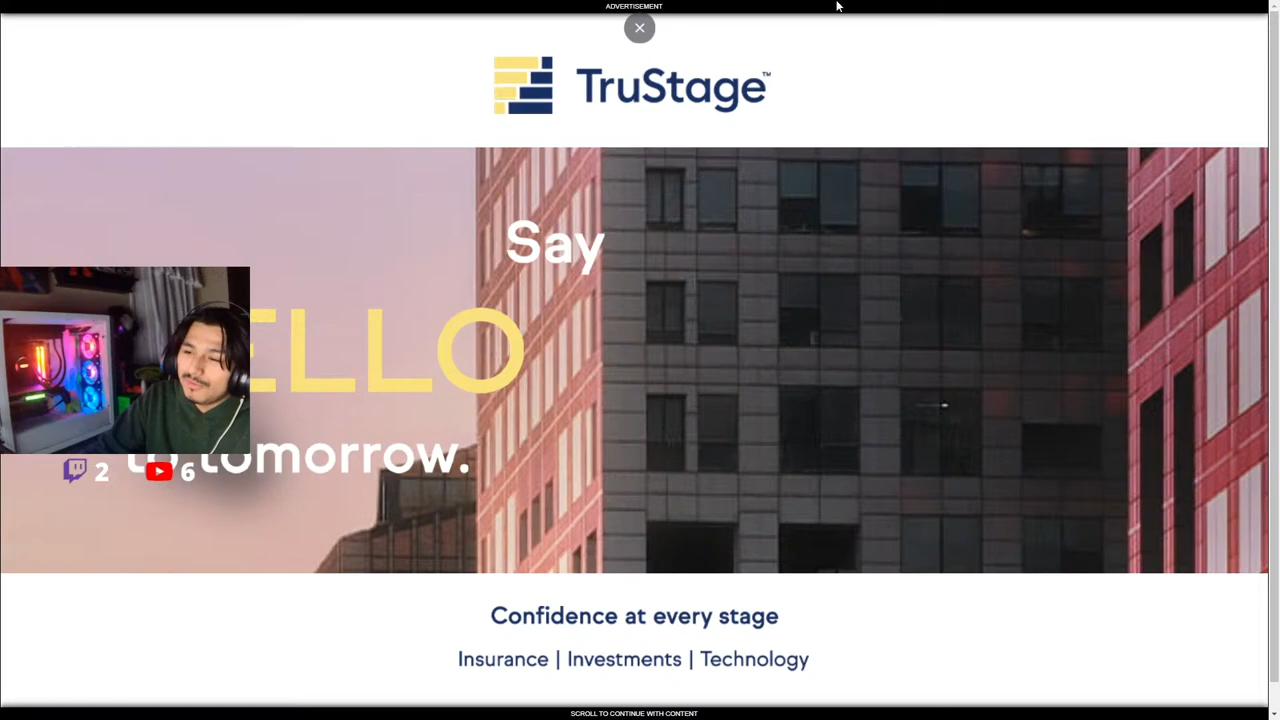 ADVERTISEMENT
TruStage™
Say
ELLO
to tomorrow.
2 6
Confidence at every stage
Insurance | Investments | Technology
SCROLL TO CONTINUE WITH CONTENT